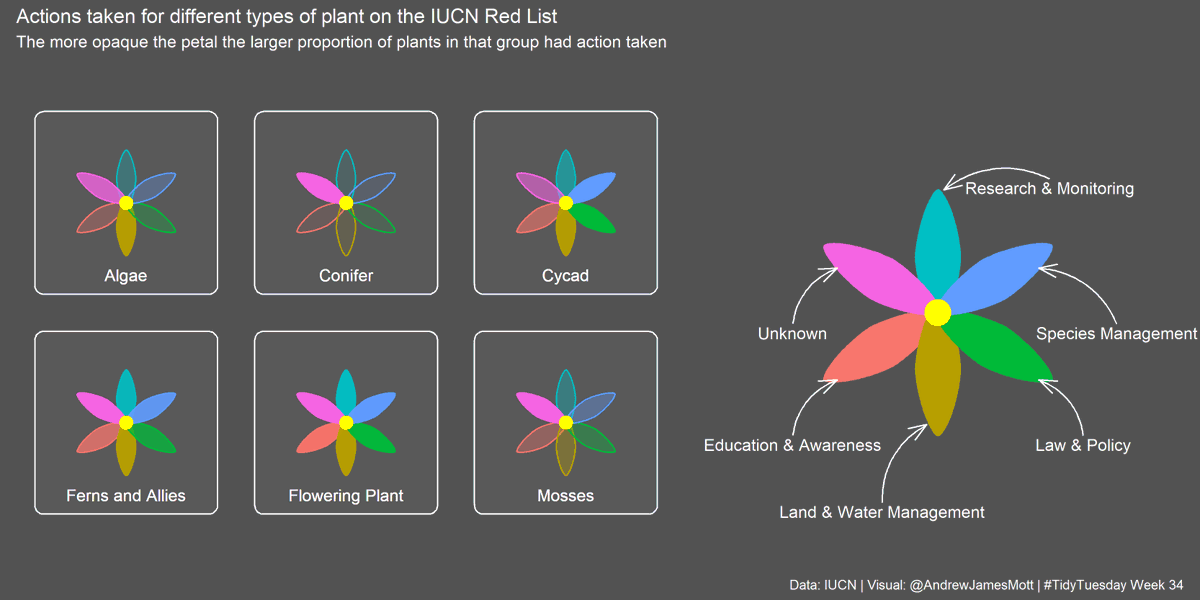 Actions taken for different types of plant on the IUCN Red List
The more opaque the petal the larger proportion of plants in that group had action taken
Algae
Conifer
Cycad
Ferns and Allies
Flowering Plant
Mosses
Research & Monitoring
Unknown
Species Management
Education & Awareness
Law & Policy
Land & Water Management
Data: IUCN | Visual: @AndrewJamesMott | #TidyTuesday Week 34